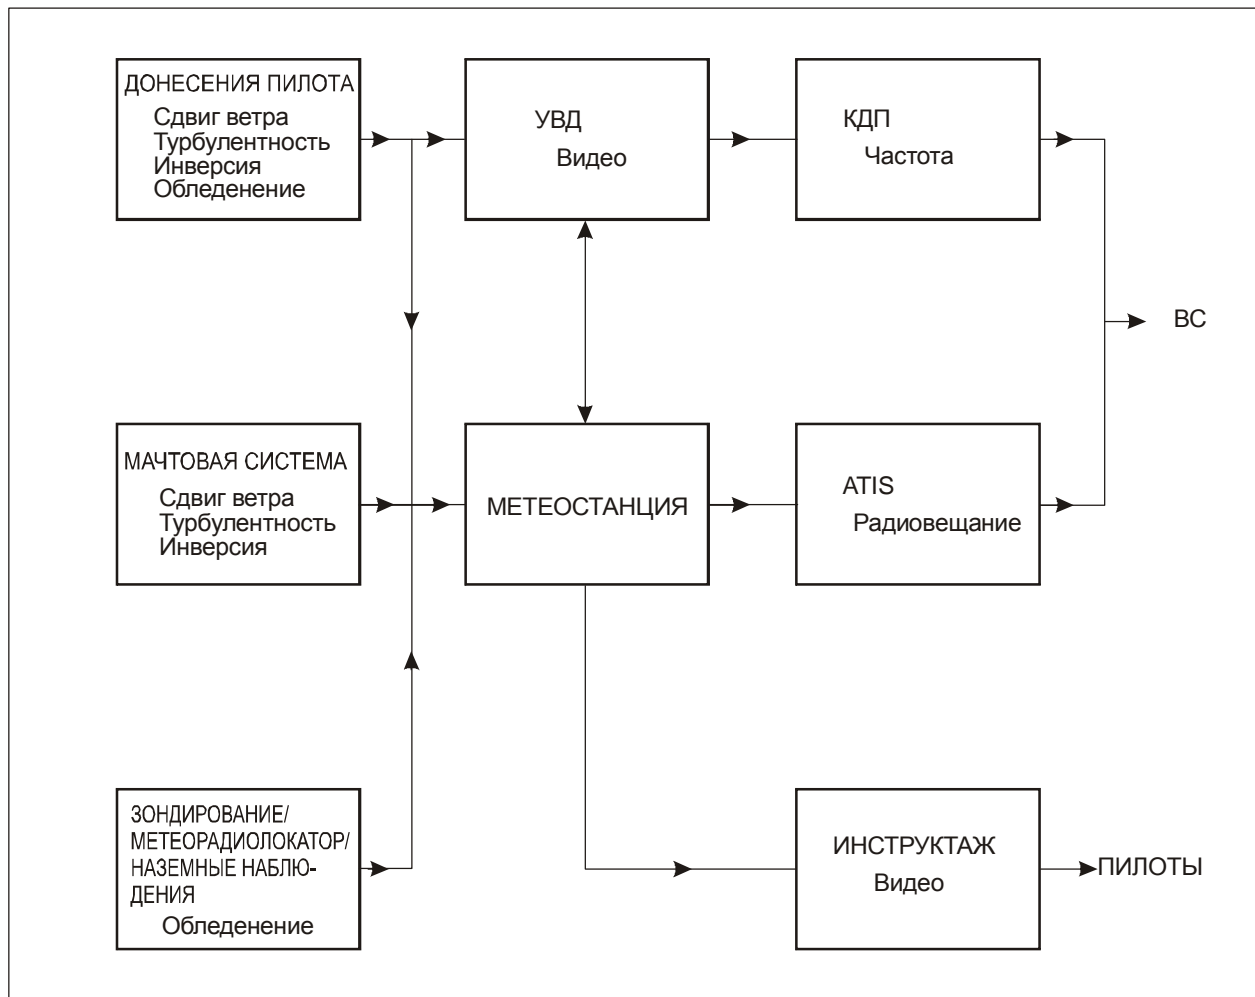 ДОНЕСЕНИЯ ПИЛОТА
Сдвиг ветра
Турбулентность
Инверсия
Обледенение
УВД
Видео
КДП
Частота
ВС
МАЧТОВАЯ СИСТЕМА
Сдвиг ветра
Турбулентность
Инверсия
МЕТЕОСТАНЦИЯ
ATIS
Радиовещание
ЗОНДИРОВАНИЕ/
МЕТЕОРАДИОЛОКАТОР/
НАЗЕМНЫЕ НАБЛЮ-
ДЕНИЯ
Обледенение
ИНСТРУКТАЖ
Видео
ПИЛОТЫ